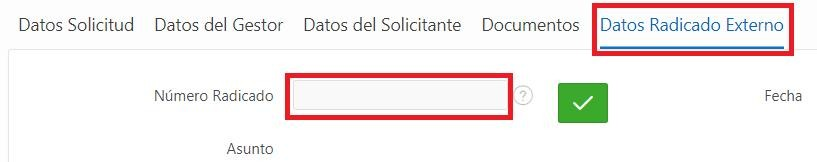 Datos Solicitud Datos del Gestor Datos del Solicitante Documentos Datos Radicado Externo
Número Radicado ? Fecha
Asunto